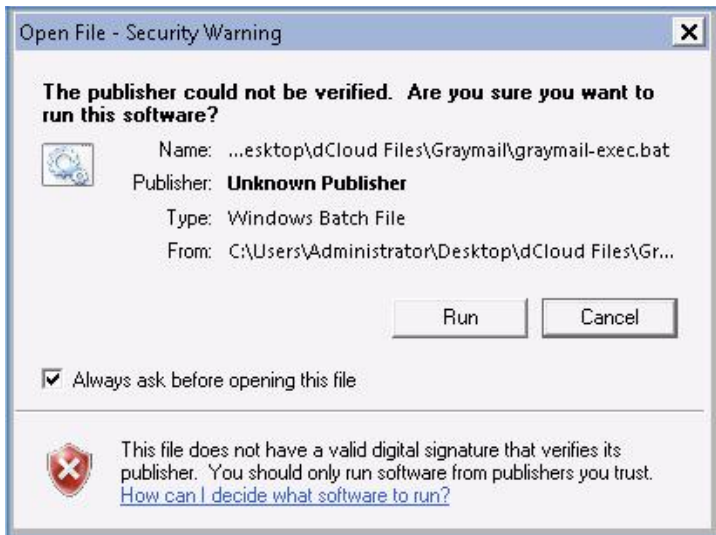 Open File - Security Warning
The publisher could not be verified.  Are you sure you want to
run this software?
Name: ...esktop\dCloud Files\Graymail\graymail-exec.bat
Publisher: Unknown Publisher
Type: Windows Batch File
From: C:\Users\Administrator\Desktop\dCloud Files\Gr...
Run Cancel
Always ask before opening this file
This file does not have a valid digital signature that verifies its
publisher.  You should only run software from publishers you trust.
How can I decide what software to run?